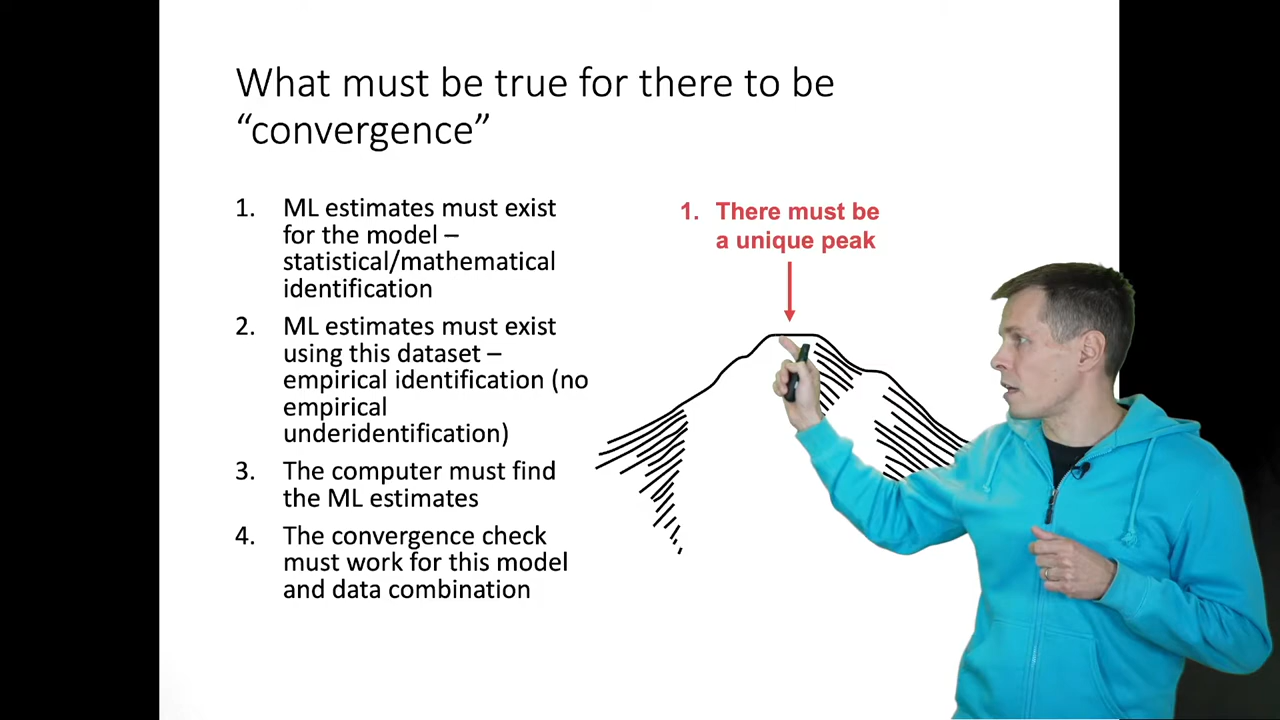 What must be true for there to be
“convergence”
1. ML estimates must exist
for the model –
statistical/mathematical
identification
2. ML estimates must exist
using this dataset –
empirical identification (no
empirical
underidentification)
3. The computer must find
the ML estimates
4. The convergence check
must work for this model
and data combination
1. There must be
a unique peak